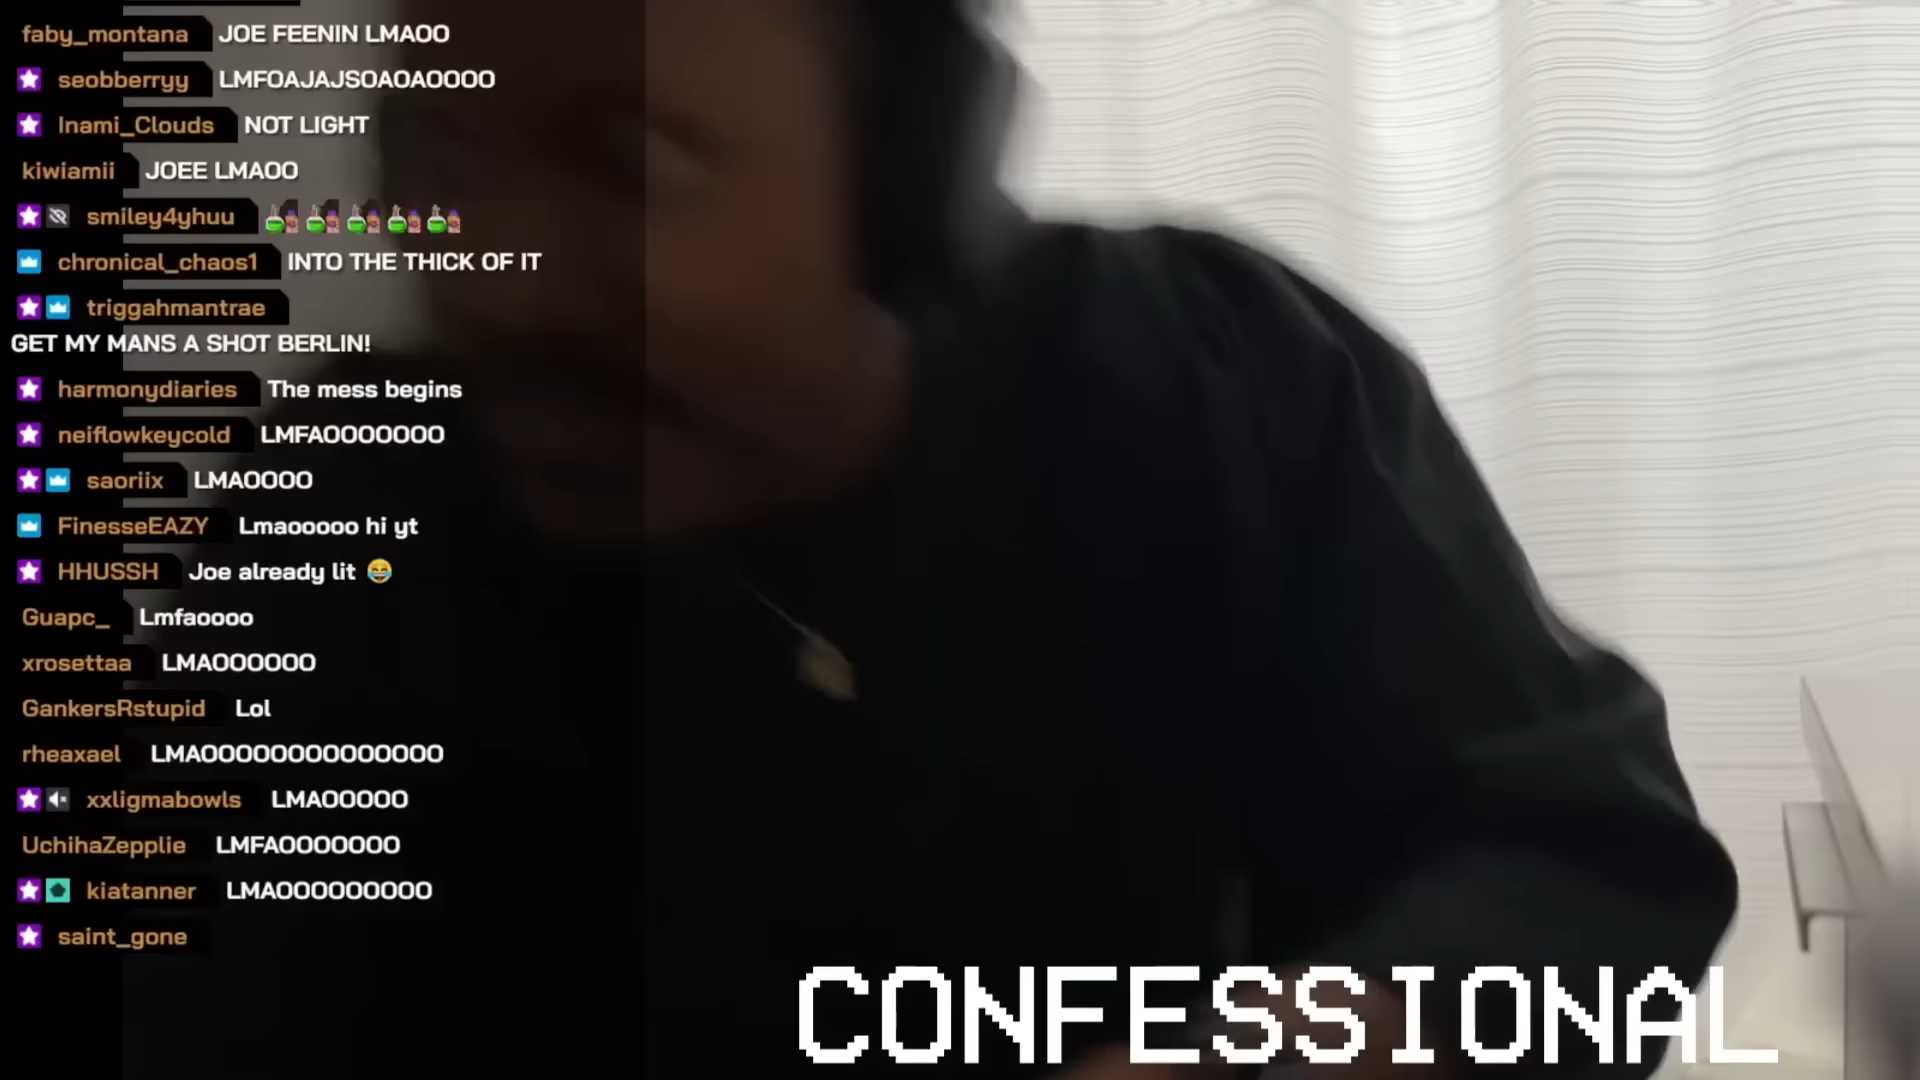 faby_montana JOE FEENIN LMAOO
seobberryy LMFOAJAJSOAOAOOOO
Inami_Clouds NOT LIGHT
kiwiamii JOEE LMAOO
smiley4yhuu
chronical_chaos1 INTO THE THICK OF IT
triggahmantrae
GET MY MANS A SHOT BERLIN!
harmonydiaries The mess begins
neiflowkeycold LMFAOOOOOOO
saoriix LMAOOOO
FinesseEAZY Lmaooooo hi yt
HHUSSH Joe already lit 😂
Guapc_ Lmfaoooo
xrosettaa LMAOOOOOO
GankersRstupid Lol
rheaxael LMAOOOOOOOOOOOOOO
xxligmabowls LMAOOOOO
UchihaZepplie LMFAOOOOOOO
kiatanner LMAOOOOOOOOO
saint_gone
CONFESSIONAL